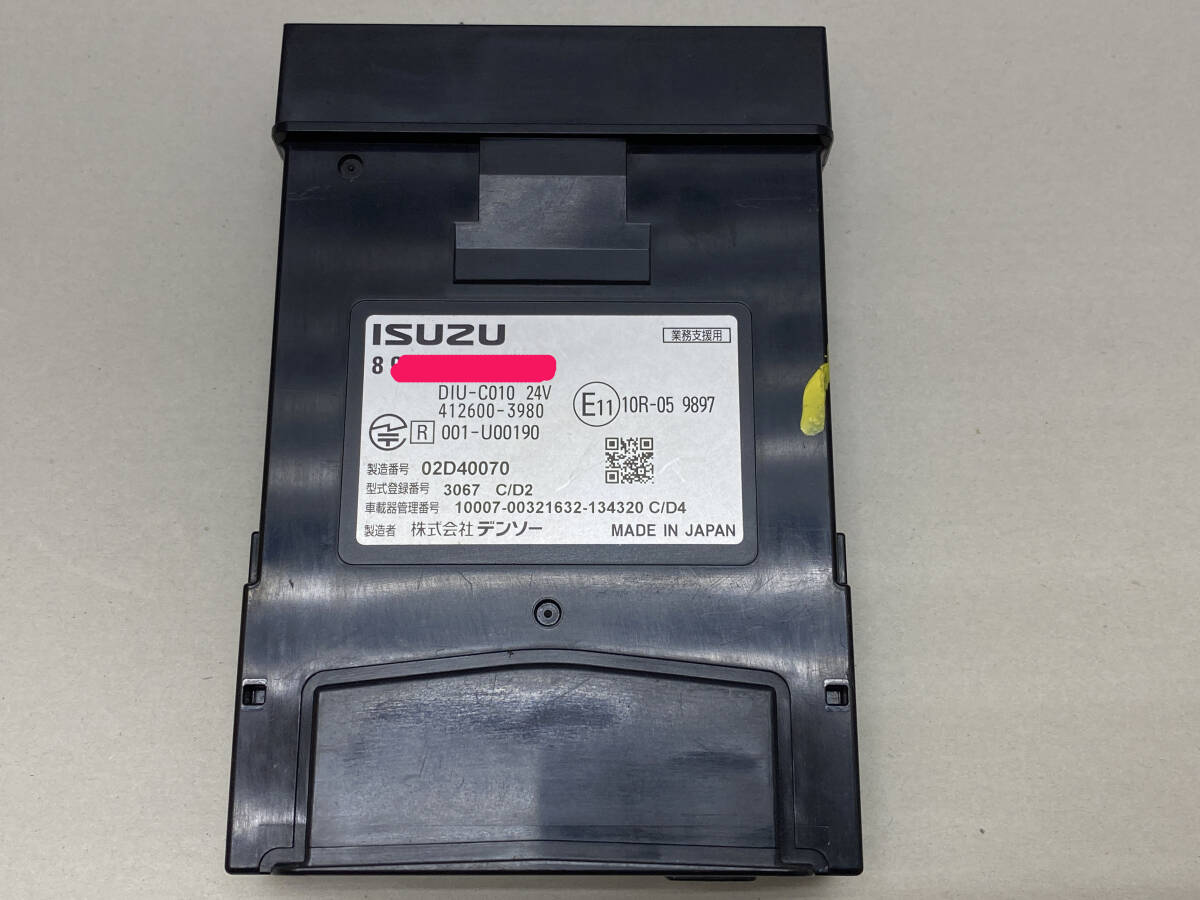 ISUZU
業務支援用
8
DIU-C010 24V
412600-3980
E11 10R-05 9897
R 001-U00190
製造番号 02D40070
型式登録番号 3067 C/D2
車載器管理番号 10007-00321632-134320 C/D4
製造者 株式会社 デンソー MADE IN JAPAN